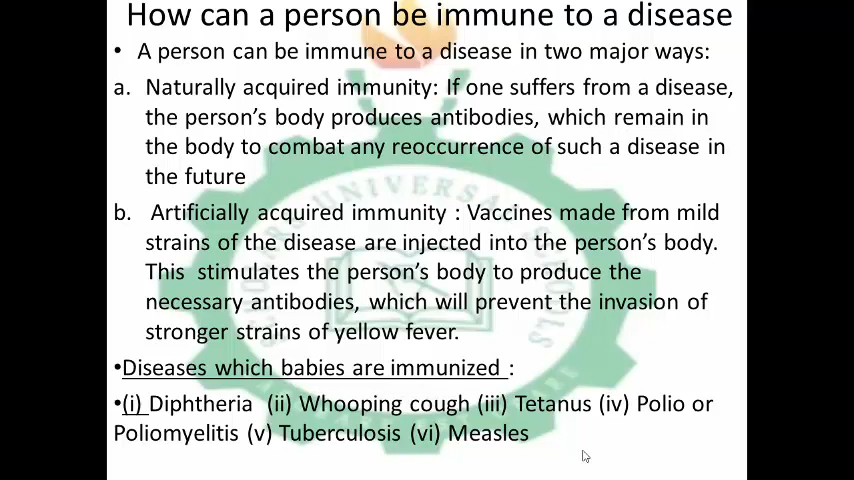 How can a person be immune to a disease
• A person can be immune to a disease in two major ways:
a. Naturally acquired immunity: If one suffers from a disease,
the person’s body produces antibodies, which remain in
the body to combat any reoccurrence of such a disease in
the future
b. Artificially acquired immunity : Vaccines made from mild
strains of the disease are injected into the person’s body.
This stimulates the person’s body to produce the
necessary antibodies, which will prevent the invasion of
stronger strains of yellow fever.
•Diseases which babies are immunized :
•(i) Diphtheria (ii) Whooping cough (iii) Tetanus (iv) Polio or
Poliomyelitis (v) Tuberculosis (vi) Measles